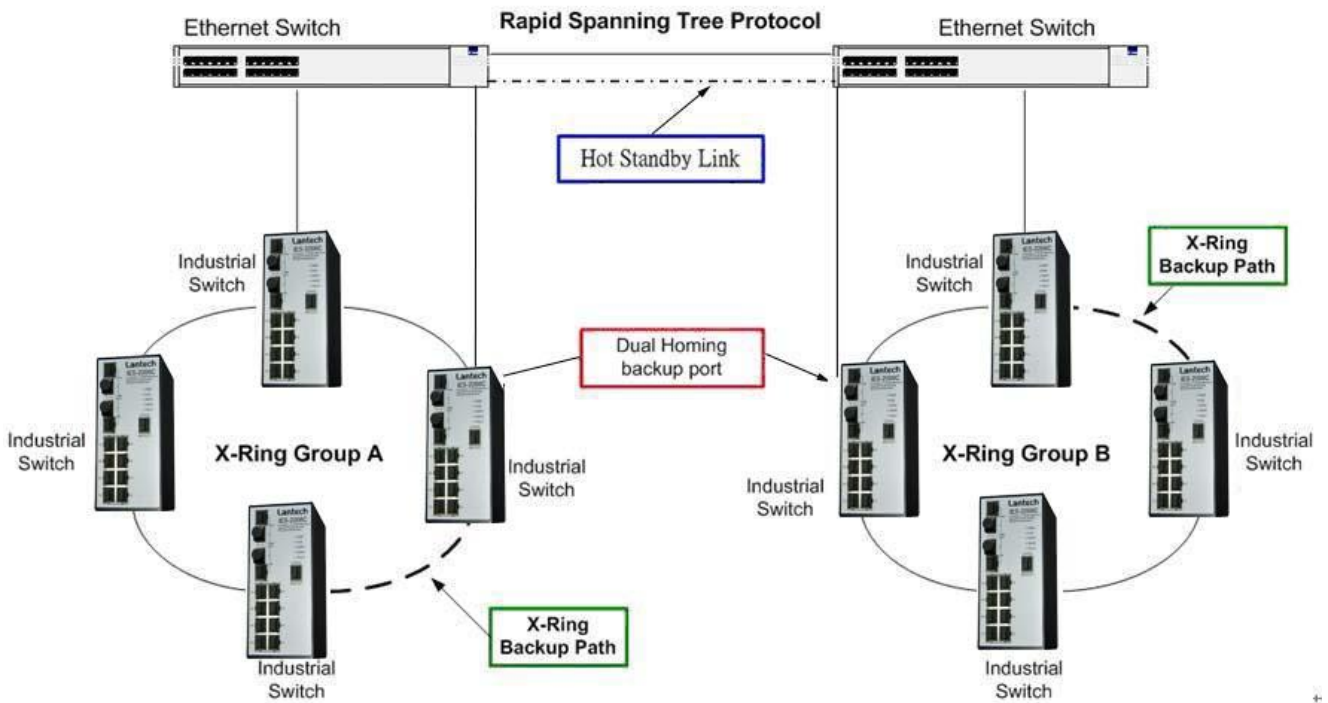 Rapid Spanning Tree Protocol
Ethernet Switch
Ethernet Switch
Hot Standby Link
Lantech
Industrial
Switch
Lantech
Industrial
Switch
X-Ring Group A
Lantech
Industrial
Switch
Lantech
Industrial
Switch
X-Ring
Backup Path
Dual Homing
backup port
Lantech
Industrial
Switch
X-Ring
Backup Path
Lantech
Industrial
Switch
X-Ring Group B
Lantech
Industrial
Switch
Lantech
Industrial
Switch